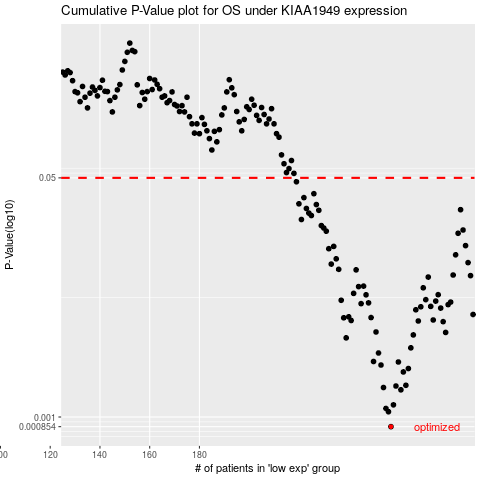 Cumulative P-Value plot for OS under KIAA1949 expression
P-Value(log10)
0.05
0.001
0.000854
optimized
00 120 140 160 180
# of patients in 'low exp' group